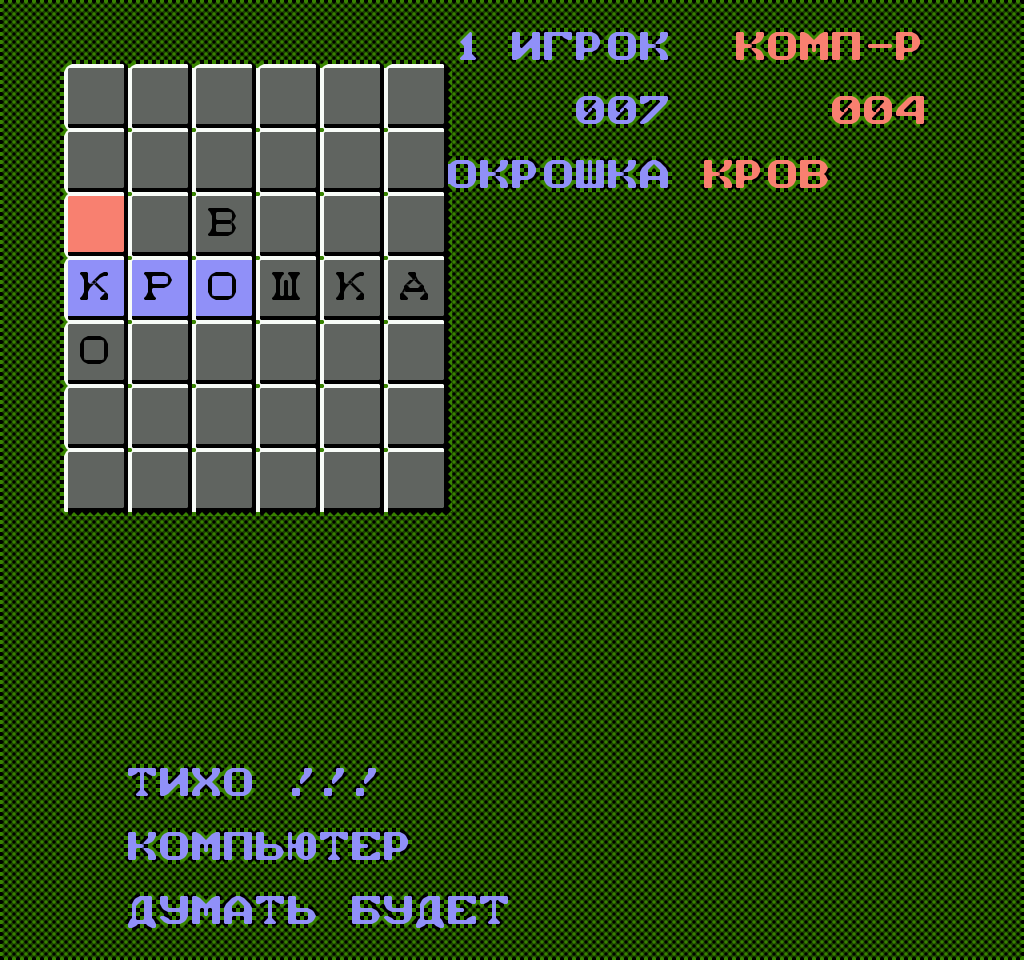 1 ИГРОК КОМП-Р
007 004
ОКРОШКА КРОВ
В
КРОШКА
О
ТИХО !!!
КОМПЬЮТЕР
ДУМАТЬ БУДЕТ